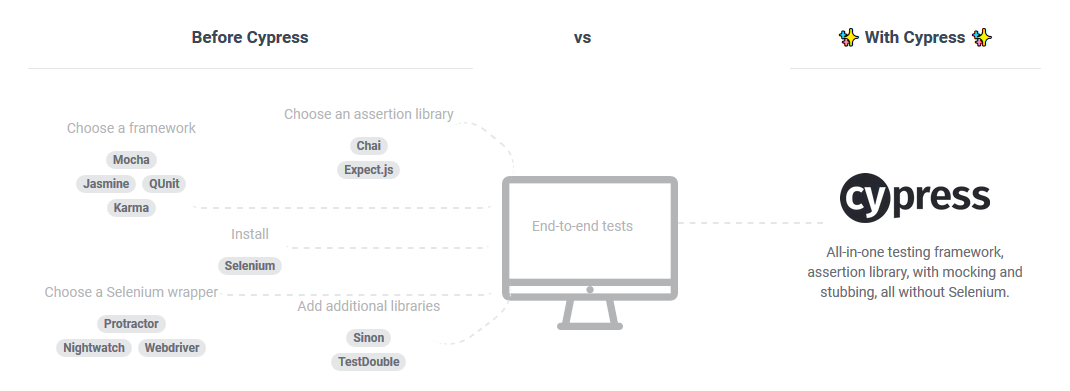 Before Cypress
vs
✨ With Cypress ✨
Choose a framework
Mocha
Jasmine QUnit
Karma
Choose an assertion library
Chai
Expect.js
Install
Selenium
Choose a Selenium wrapper
Protractor
Nightwatch Webdriver
Add additional libraries
Sinon
TestDouble
End-to-end tests
cypress
All-in-one testing framework,
assertion library, with mocking and
stubbing, all without Selenium.